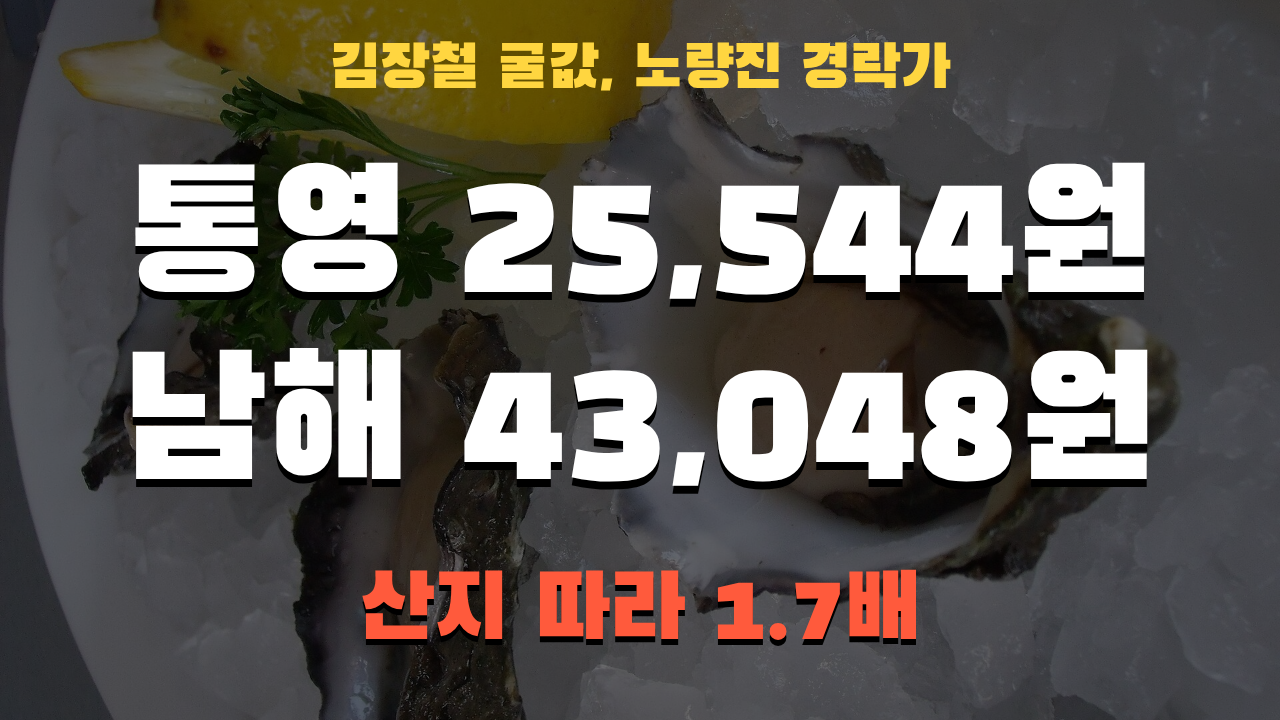 김장철 굴값, 노량진 경락가
통영 25,544원
남해 43,048원
산지 따라 1.7배